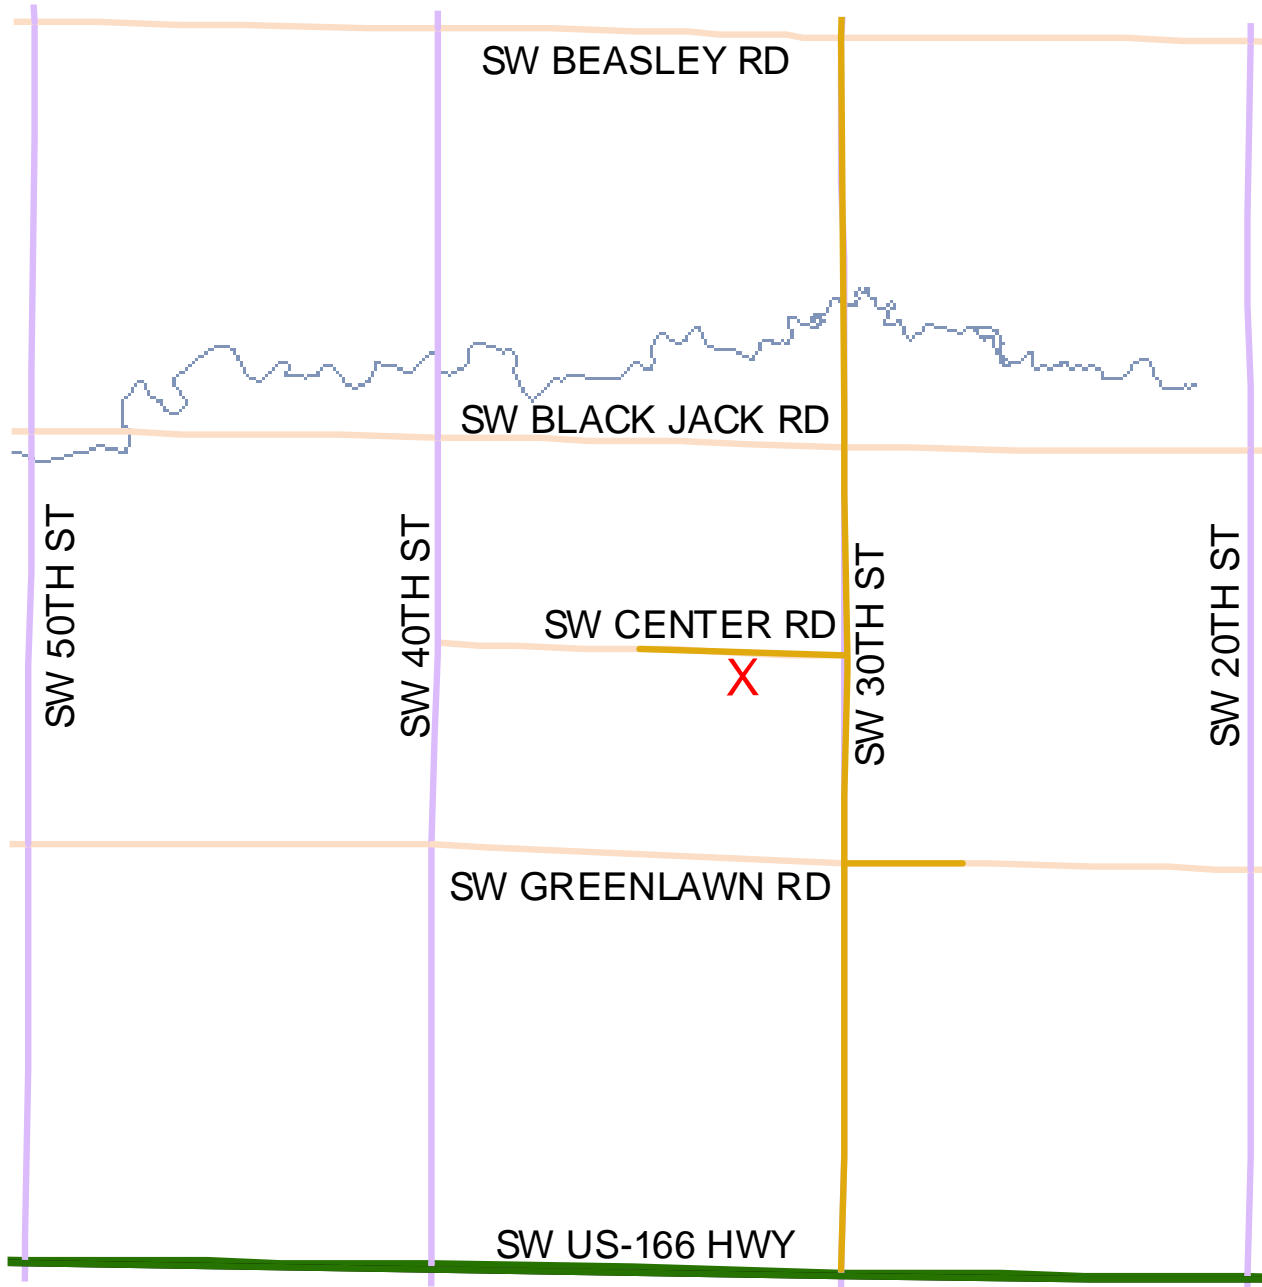 SW BEASLEY RD
SW BLACK JACK RD
SW 50TH ST
SW 40TH ST
SW CENTER RD
SW 30TH ST
SW 20TH ST
X
SW GREENLAWN RD
SW US-166 HWY